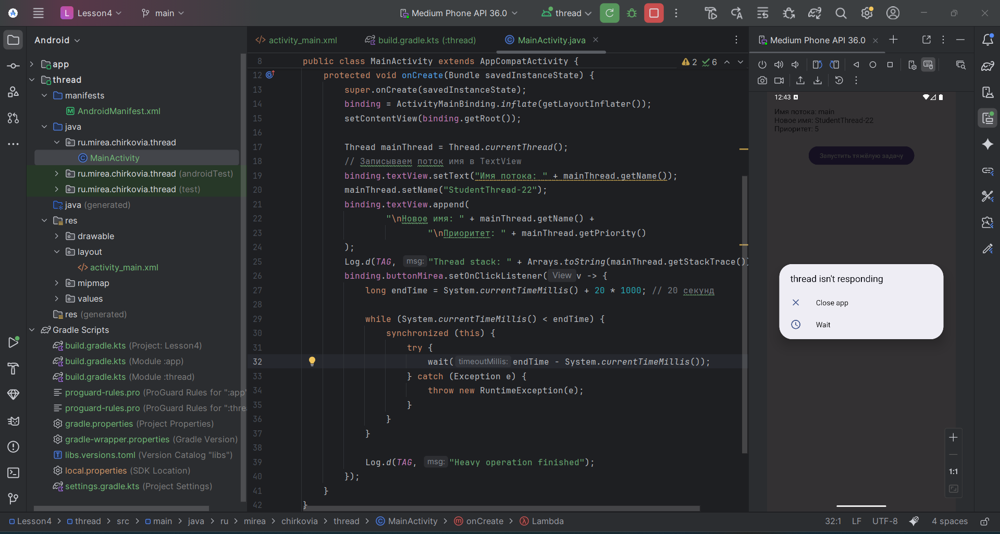 L Lesson4 main Medium Phone API 36.0 thread
Android
app
thread
manifests
AndroidManifest.xml
java
ru.mirea.chirkovia.thread
MainActivity
ru.mirea.chirkovia.thread (androidTest)
ru.mirea.chirkovia.thread (test)
java (generated)
res
drawable
layout
activity_main.xml
mipmap
values
res (generated)
Gradle Scripts
build.gradle.kts (Project: Lesson4)
build.gradle.kts (Module :app)
build.gradle.kts (Module :thread)
proguard-rules.pro (ProGuard Rules for ":app"
proguard-rules.pro (ProGuard Rules for ":thre
gradle.properties (Project Properties)
gradle-wrapper.properties (Gradle Version)
libs.versions.toml (Version Catalog "libs")
local.properties (SDK Location)
settings.gradle.kts (Project Settings)
activity_main.xml build.gradle.kts (:thread) MainActivity.java
8 public class MainActivity extends AppCompatActivity { 2 6
12 protected void onCreate(Bundle savedInstanceState) {
13 super.onCreate(savedInstanceState);
14 binding = ActivityMainBinding.inflate(getLayoutInflater());
15 setContentView(binding.getRoot());
16
17 Thread mainThread = Thread.currentThread();
18 // Записываем поток имя в TextView
19 binding.textView.setText("Имя потока: " + mainThread.getName());
20 mainThread.setName("StudentThread-22");
21 binding.textView.append(
22 "\nНовое имя: " + mainThread.getName() +
23 "\nПриоритет: " + mainThread.getPriority()
24 );
25 Log.d(TAG, msg: "Thread stack: " + Arrays.toString(mainThread.getStackTrace())
26 binding.buttonMirea.setOnClickListener( View v -> {
27 long endTime = System.currentTimeMillis() + 20 * 1000; // 20 секунд
28
29 while (System.currentTimeMillis() < endTime) {
30 synchronized (this) {
31 try {
32 wait( timeoutMillis: endTime - System.currentTimeMillis());
33 } catch (Exception e) {
34 throw new RuntimeException(e);
35 }
36 }
37 }
38
39 Log.d(TAG, msg: "Heavy operation finished");
40 });
41 }
42 }
Medium Phone API 36.0
12:43
Имя потока: main
Новое имя: StudentThread-22
Приоритет: 5
Запустить тяжёлую задачу
thread isn't responding
Close app
Wait
1:1
Lesson4 > thread > src > main > java > ru > mirea > chirkovia > thread > MainActivity > onCreate > Lambda 32:1 LF UTF-8 4 spaces